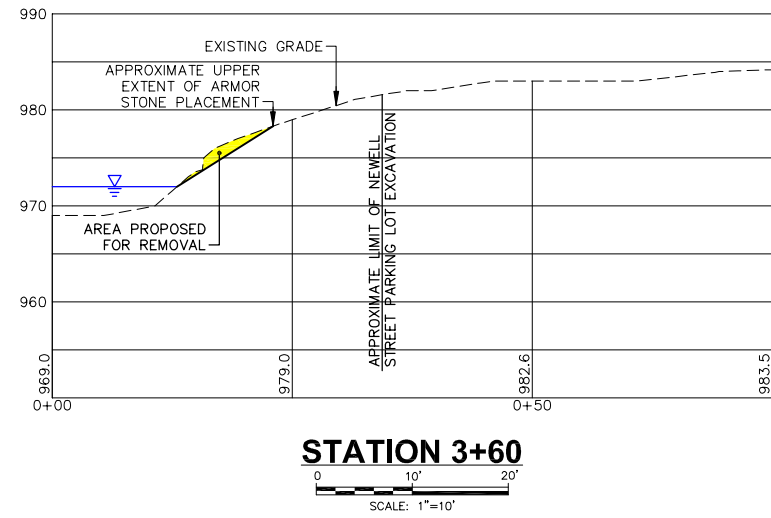 990
EXISTING GRADE
APPROXIMATE UPPER
EXTENT OF ARMOR
STONE PLACEMENT
980
970
AREA PROPOSED
FOR REMOVAL
APPROXIMATE LIMIT OF NEWELL
STREET PARKING LOT EXCAVATION
960
969.0
979.0
982.6
983.5
0+00
0+50
STATION 3+60
0 10' 20'
SCALE: 1"=10'